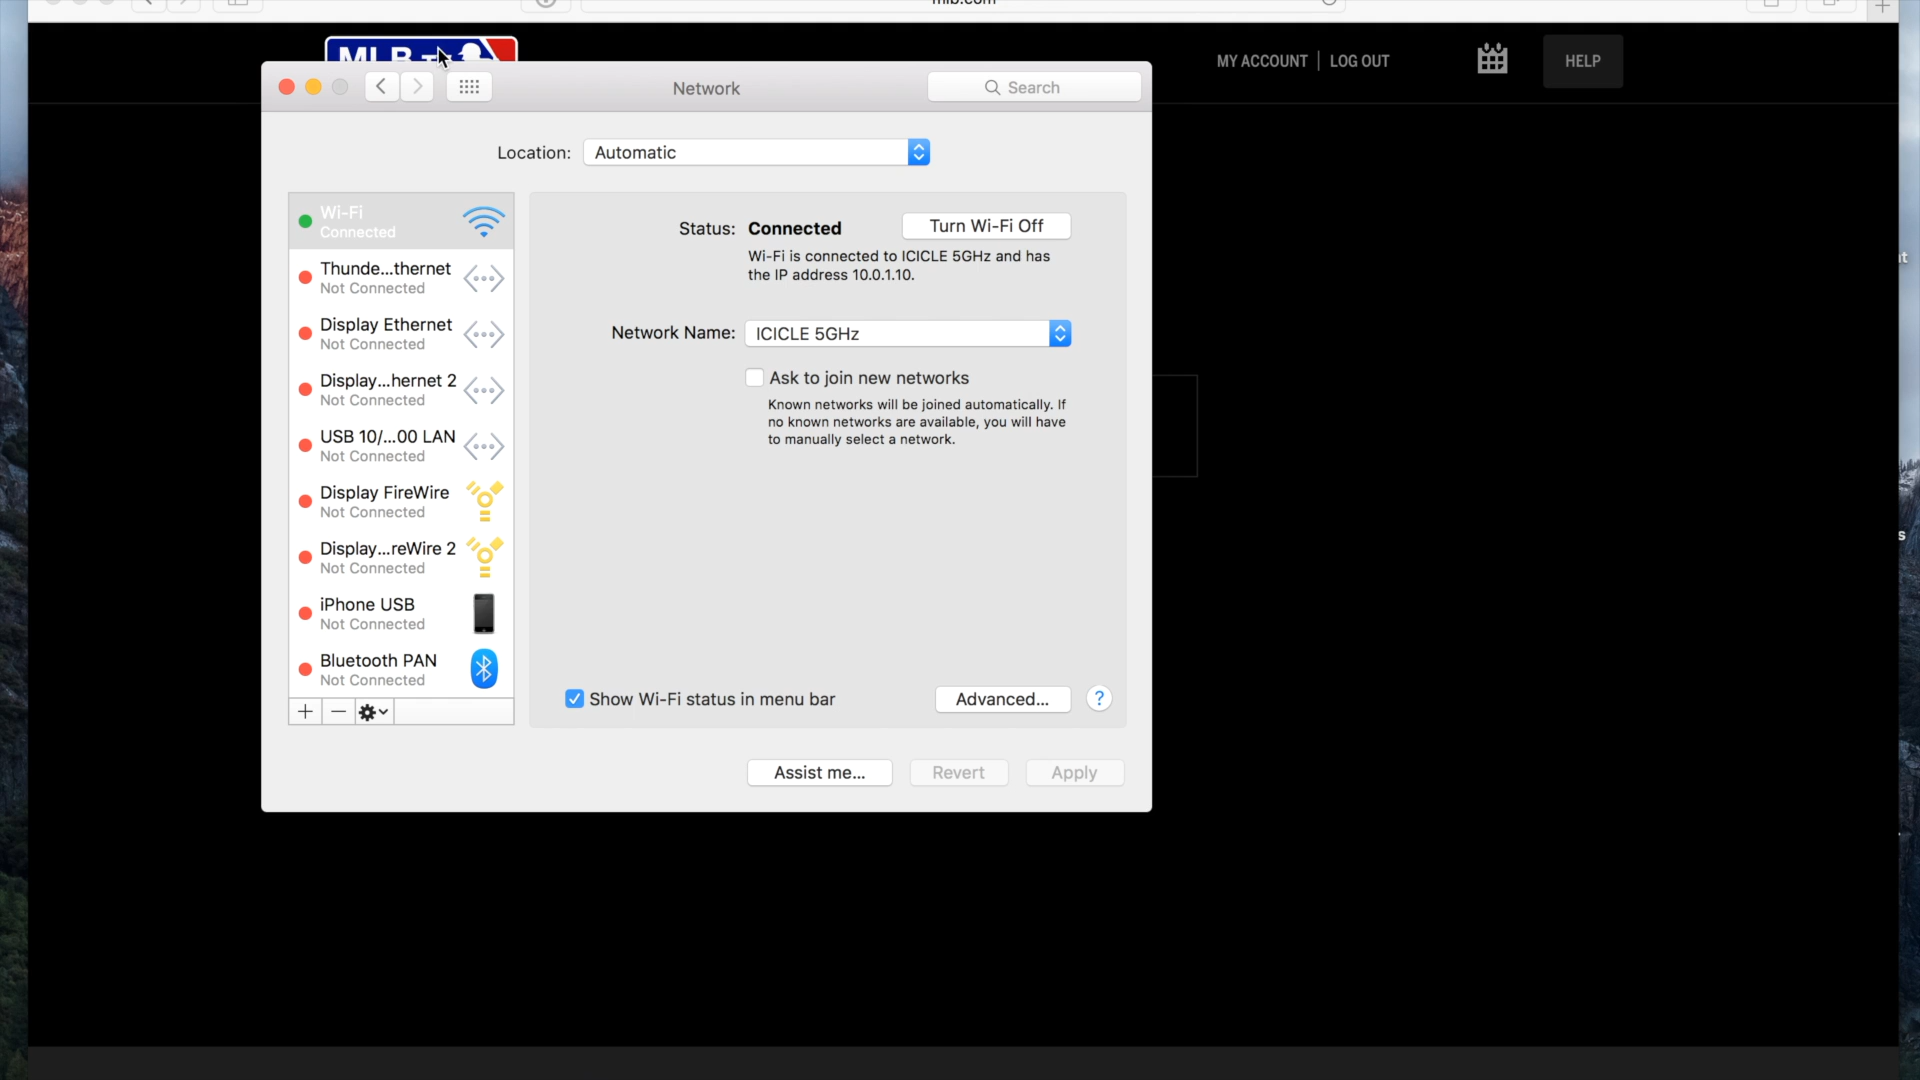 mlb.com
MLB
MY ACCOUNT
LOG OUT
HELP
Network
Search
Location:
Automatic
Wi-Fi
Connected
Thunde...thernet
Not Connected
Display Ethernet
Not Connected
Display...hernet 2
Not Connected
USB 10/...00 LAN
Not Connected
Display FireWire
Not Connected
Display...reWire 2
Not Connected
iPhone USB
Not Connected
Bluetooth PAN
Not Connected
Status: Connected
Turn Wi-Fi Off
Wi-Fi is connected to ICICLE 5GHz and has
the IP address 10.0.1.10.
Network Name:
ICICLE 5GHz
Ask to join new networks
Known networks will be joined automatically. If
no known networks are available, you will have
to manually select a network.
Show Wi-Fi status in menu bar
Advanced...
?
Assist me...
Revert
Apply